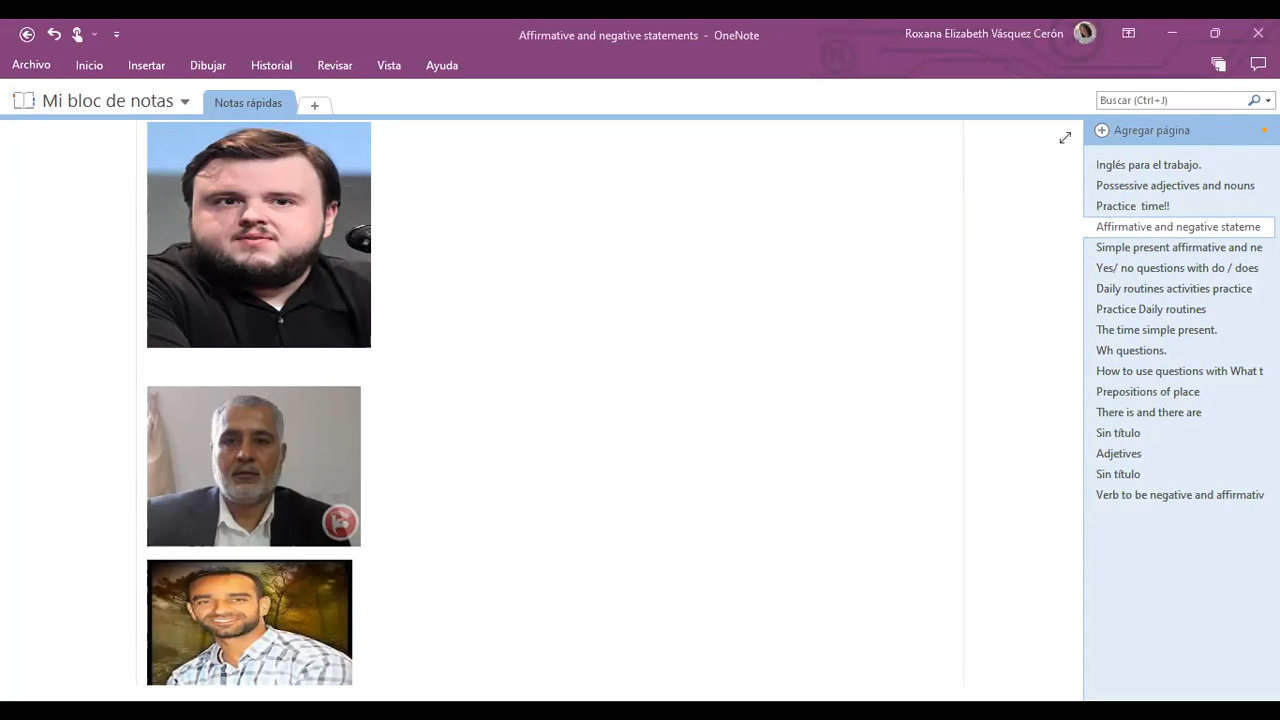 Affirmative and negative statements - OneNote
Roxana Elizabeth Vásquez Cerón
Archivo Inicio Insertar Dibujar Historial Revisar Vista Ayuda
Mi bloc de notas
Notas rápidas
Buscar (Ctrl+J)
Agregar página
Inglés para el trabajo.
Possessive adjectives and nouns
Practice time!!
Affirmative and negative stateme
Simple present affirmative and ne
Yes/ no questions with do / does
Daily routines activities practice
Practice Daily routines
The time simple present.
Wh questions.
How to use questions with What t
Prepositions of place
There is and there are
Sin título
Adjetives
Sin título
Verb to be negative and affirmativ